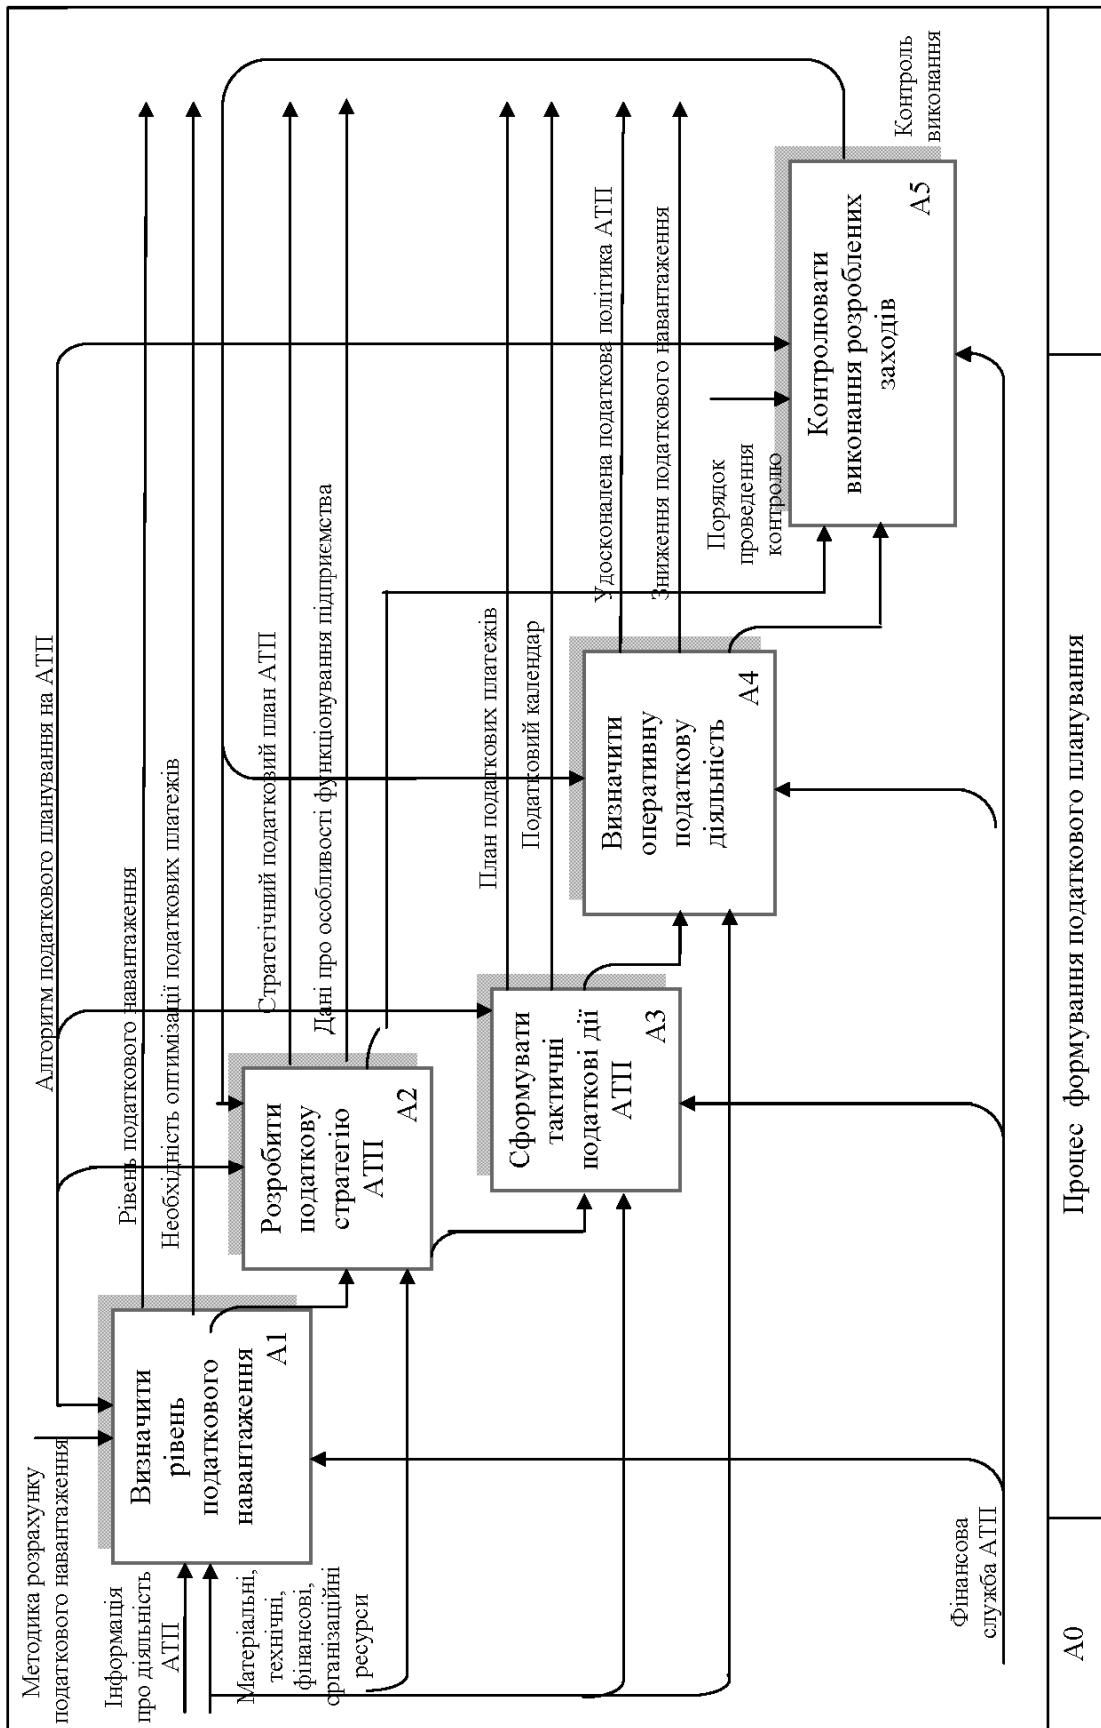 Методика розрахунку
податкового навантаження
Інформація
про діяльність
АТП
Матеріальні,
технічні,
фінансові,
організаційні
ресурси
Фінансова
служба АТП
Алгоритм податкового планування на АТП
Рівень податкового навантаження
Необхідність оптимізації податкових платежів
Визначити
рівень
податкового
навантаження
А1
Стратегічний податковий план АТП
Дані про особливості функціонування підприємства
Розробити
податкову
стратегію
АТП
А2
План податкових платежів
Податковий календар
Сформувати
тактичні
податкові дії
АТП
А3
Удосконалена податкова політика АТП
Зниження податкового навантаження
Визначити
оперативну
податкову
діяльність
А4
Порядок
проведення
контролю
Контролювати
виконання розроблених
заходів
А5
Контроль
виконання
А0
Процес формування податкового планування